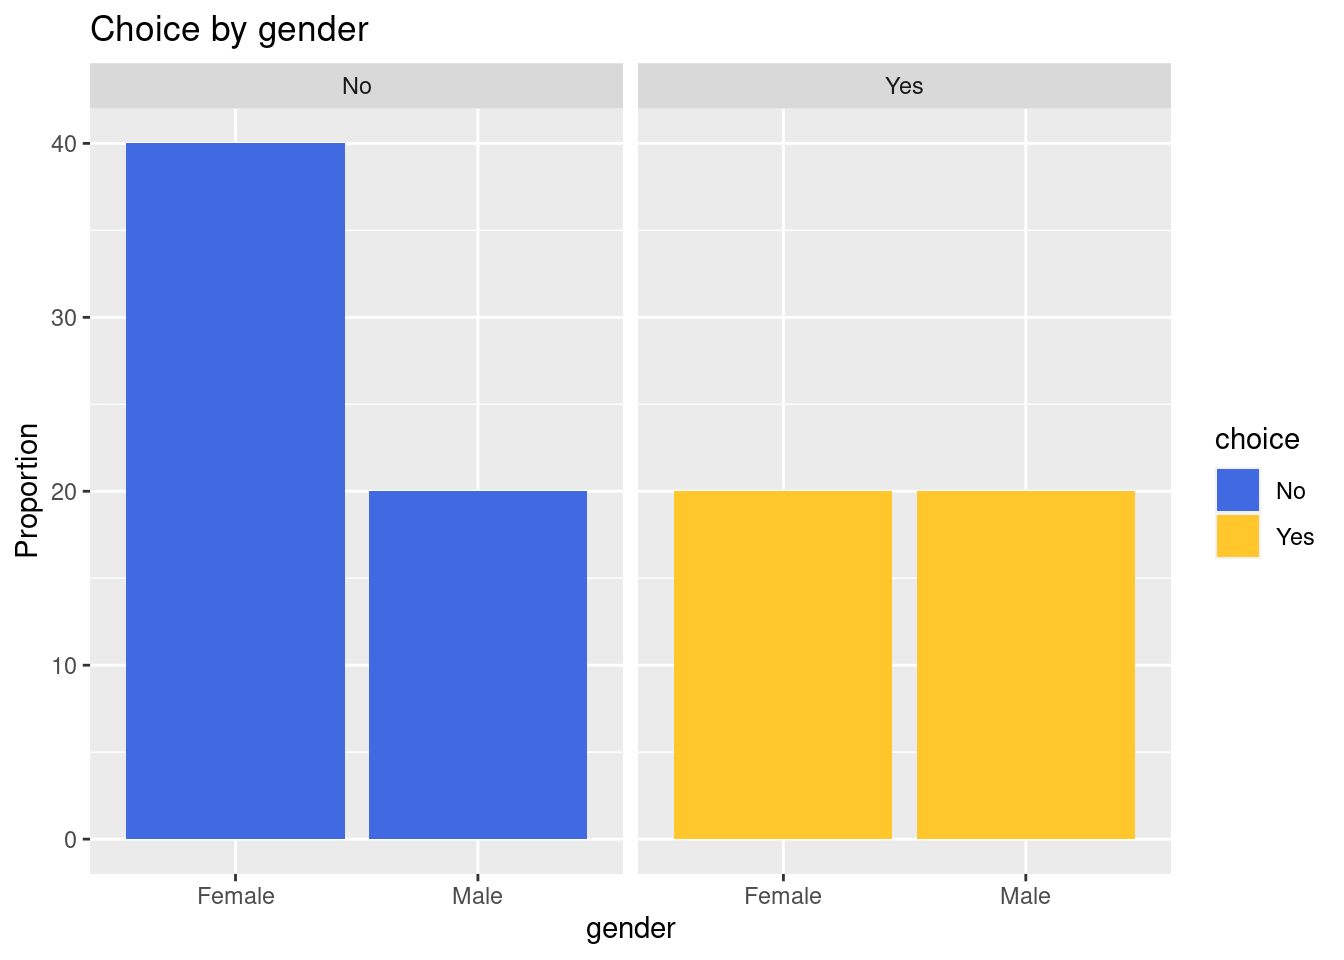 Choice by gender
No
Yes
40
30
20
10
0
Proportion
Female
Male
Female
Male
gender
choice
No
Yes